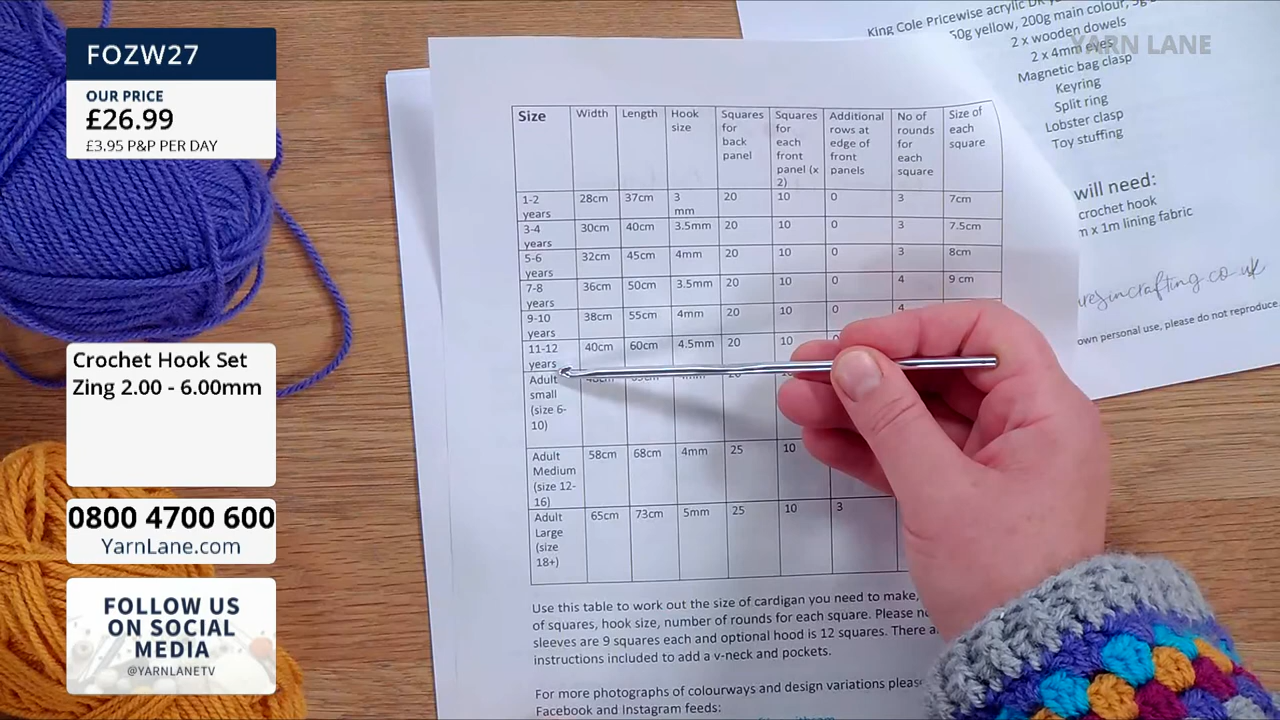 FOZW27
OUR PRICE
£26.99
£3.95 P&P PER DAY
Crochet Hook Set
Zing 2.00 - 6.00mm
0800 4700 600
YarnLane.com
FOLLOW US
ON SOCIAL
MEDIA
@YARNLANETV
YARN LANE
King Cole Pricewise acrylic DK
50g yellow, 200g main colour,
2 x wooden dowels
2 x 4mm eyes
Magnetic bag clasp
Keyring
Split ring
Lobster clasp
Toy stuffing
will need:
crochet hook
m x 1m lining fabric
own personal use, please do not reproduce
Size Width Length Hook size Squares for back panel Squares for each front panel (x 2) Additional rows at edge of front panels No of rounds for each square Size of each square
1-2 years 28cm 37cm 3 mm 20 10 0 3 7cm
3-4 years 30cm 40cm 3.5mm 20 10 0 3 7.5cm
5-6 years 32cm 45cm 4mm 20 10 0 3 8cm
7-8 years 36cm 50cm 3.5mm 20 10 0 4 9 cm
9-10 years 38cm 55cm 4mm 20 10 0 4
11-12 years 40cm 60cm 4.5mm 20 10
Adult small (size 6-10)
Adult Medium (size 12-16) 58cm 68cm 4mm 25 10
Adult Large (size 18+) 65cm 73cm 5mm 25 10 3
Use this table to work out the size of cardigan you need to make,
of squares, hook size, number of rounds for each square. Please
sleeves are 9 squares each and optional hood is 12 squares. There
instructions included to add a v-neck and pockets.
For more photographs of colourways and design variations
Facebook and Instagram feeds: